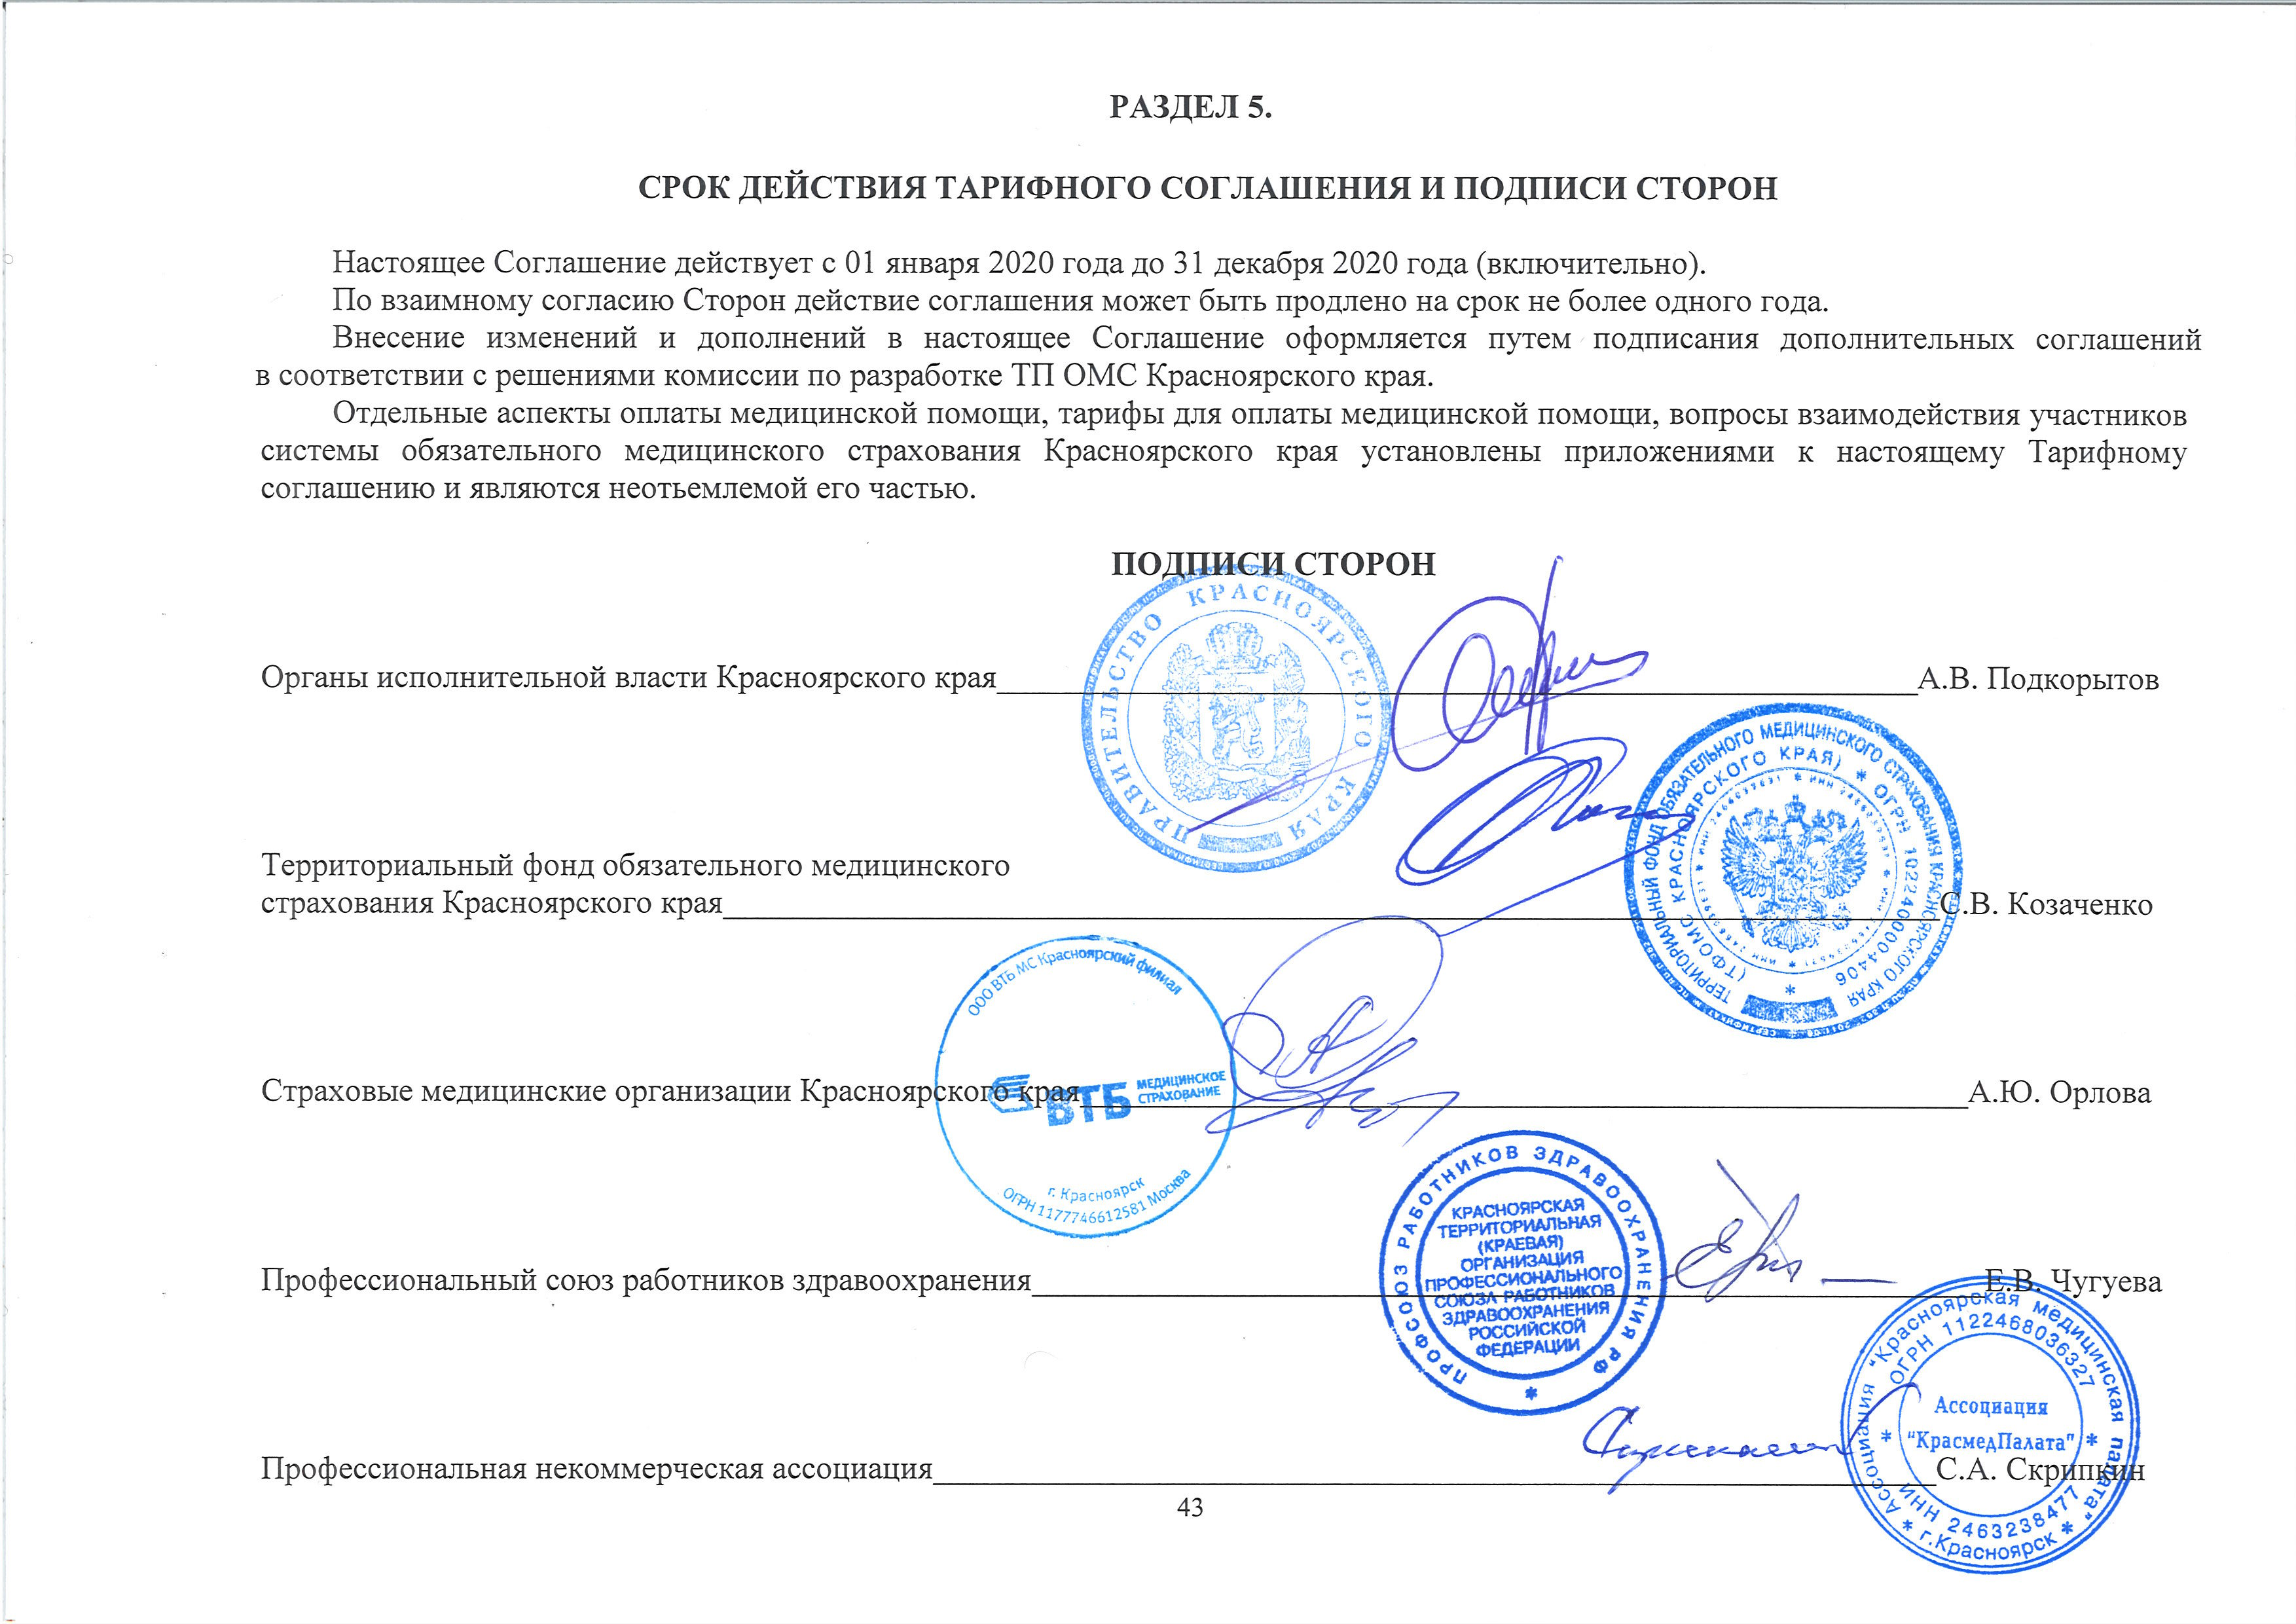 РАЗДЕЛ 5.
СРОК ДЕЙСТВИЯ ТАРИФНОГО СОГЛАШЕНИЯ И ПОДПИСИ СТОРОН
Настоящее Соглашение действует с 01 января 2020 года до 31 декабря 2020 года (включительно).
По взаимному согласию Сторон действие соглашения может быть продлено на срок не более одного года.
Внесение изменений и дополнений в настоящее Соглашение оформляется путем подписания дополнительных соглашений
в соответствии с решениями комиссии по разработке ТП ОМС Красноярского края.
Отдельные аспекты оплаты медицинской помощи, тарифы для оплаты медицинской помощи, вопросы взаимодействия участников
системы обязательного медицинского страхования Красноярского края установлены приложениями к настоящему Тарифному
соглашению и являются неотьемлемой его частью.
ПОДПИСИ СТОРОН
ПРАВИТЕЛЬСТВО КРАСНОЯРСКОГО КРАЯ
Органы исполнительной власти Красноярского края А.В. Подкорытов
ТЕРРИТОРИАЛЬНЫЙ ФОНД ОБЯЗАТЕЛЬНОГО МЕДИЦИНСКОГО СТРАХОВАНИЯ КРАСНОЯРСКОГО КРАЯ
(ТФОМС КРАСНОЯРСКОГО КРАЯ) * ОГРН 1022400004406 *
Территориальный фонд обязательного медицинского
страхования Красноярского края С.В. Козаченко
ООО ВТБ МС Красноярский филиал
Страховые медицинские организации Красноярского края А.Ю. Орлова
ВТБ МЕДИЦИНСКОЕ
СТРАХОВАНИЕ
г. Красноярск
ОГРН 1177746612581 Москва
ПРОФСОЮЗ РАБОТНИКОВ ЗДРАВООХРАНЕНИЯ РФ *
КРАСНОЯРСКАЯ
ТЕРРИТОРИАЛЬНАЯ
(КРАЕВАЯ)
ОРГАНИЗАЦИЯ
ПРОФЕССИОНАЛЬНОГО
СОЮЗА РАБОТНИКОВ
ЗДРАВООХРАНЕНИЯ
РОССИЙСКОЙ
ФЕДЕРАЦИИ
Профессиональный союз работников здравоохранения Е.В. Чугуева
Ассоциация "Красноярская медицинская палата"
* г.Красноярск *
ОГРН 1122468036327
* ИНН 2463238477 *
Ассоциация
"КрасмедПалата"
Профессиональная некоммерческая ассоциация С.А. Скрипкин
43